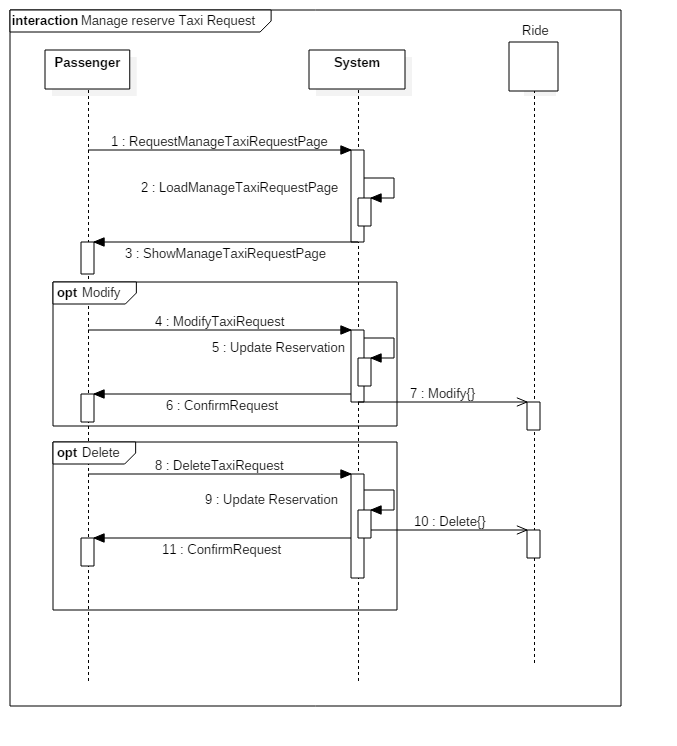 interaction Manage reserve Taxi Request
Ride
Passenger
System
1 : RequestManageTaxiRequestPage
2 : LoadManageTaxiRequestPage
3 : ShowManageTaxiRequestPage
opt Modify
4 : ModifyTaxiRequest
5 : Update Reservation
7 : Modify{}
6 : ConfirmRequest
opt Delete
8 : DeleteTaxiRequest
9 : Update Reservation
10 : Delete{}
11 : ConfirmRequest